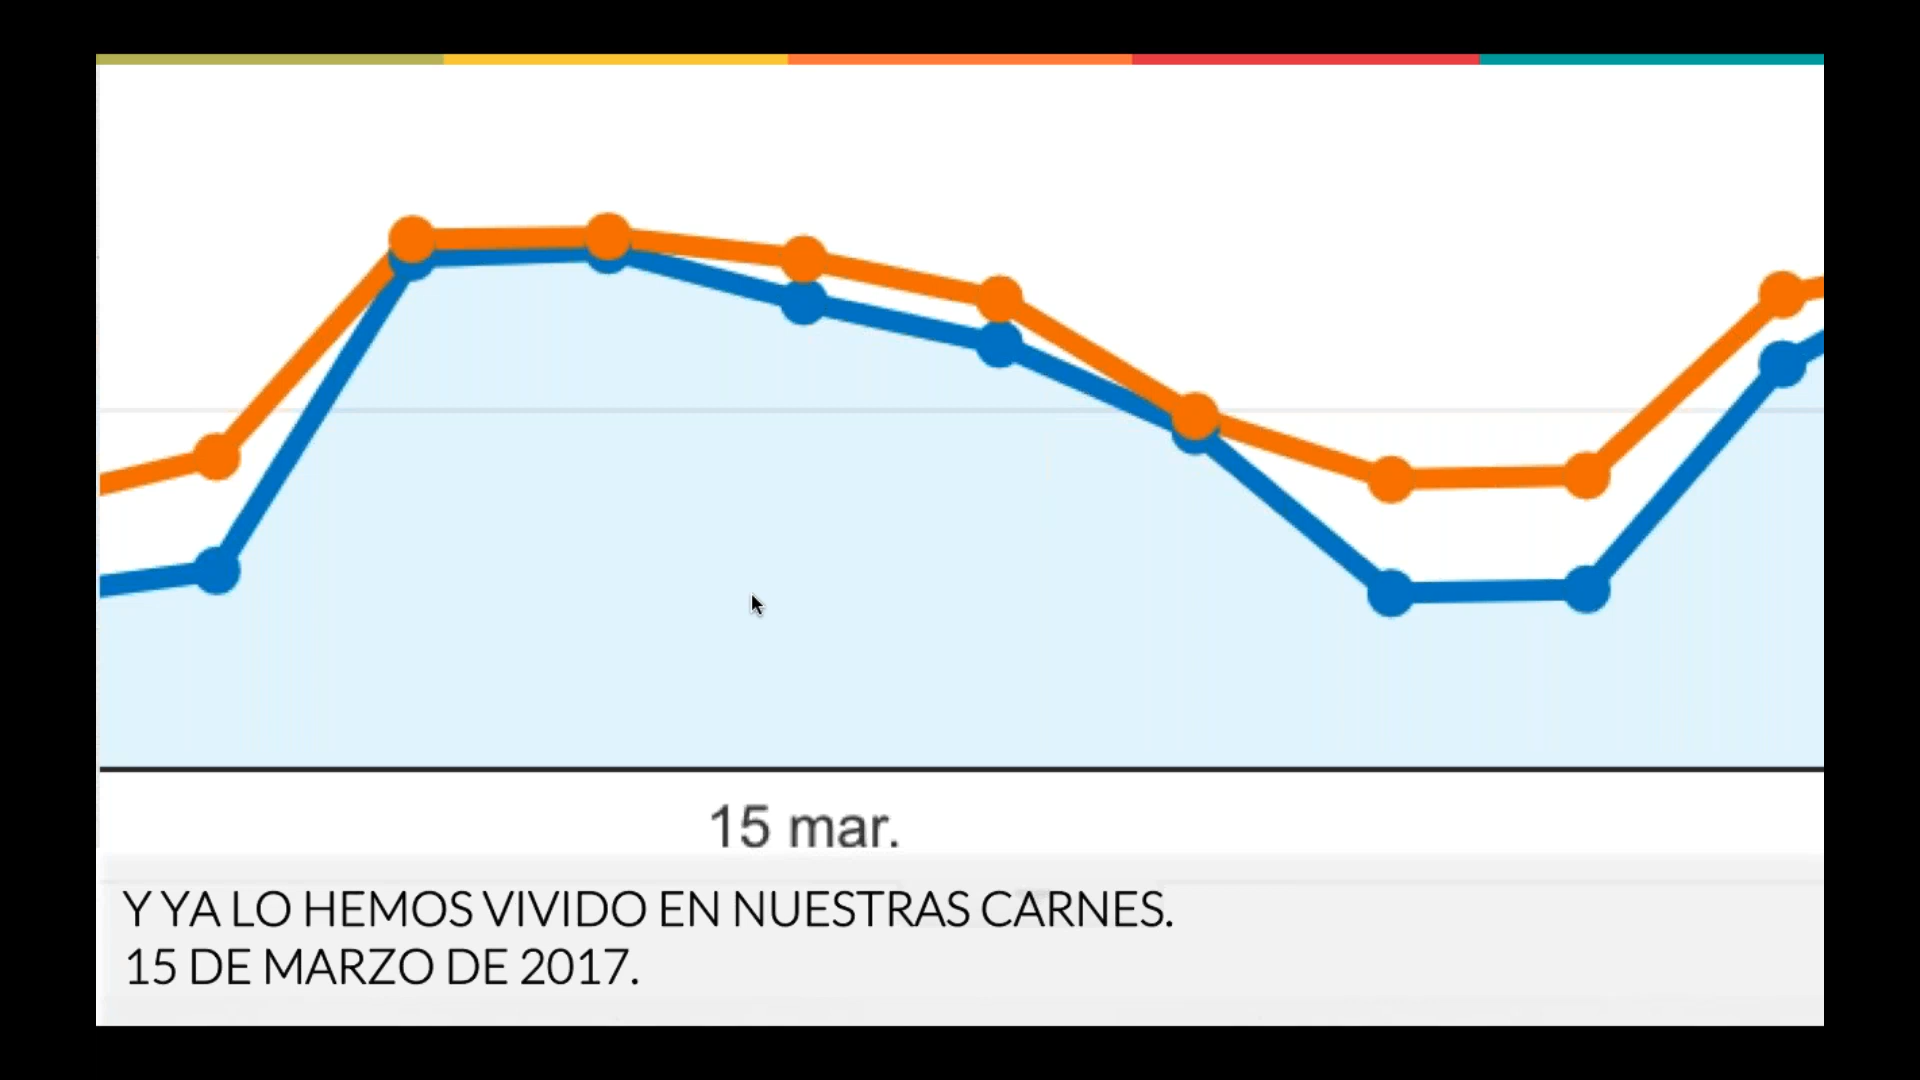 15 mar.
Y YA LO HEMOS VIVIDO EN NUESTRAS CARNES.
15 DE MARZO DE 2017.